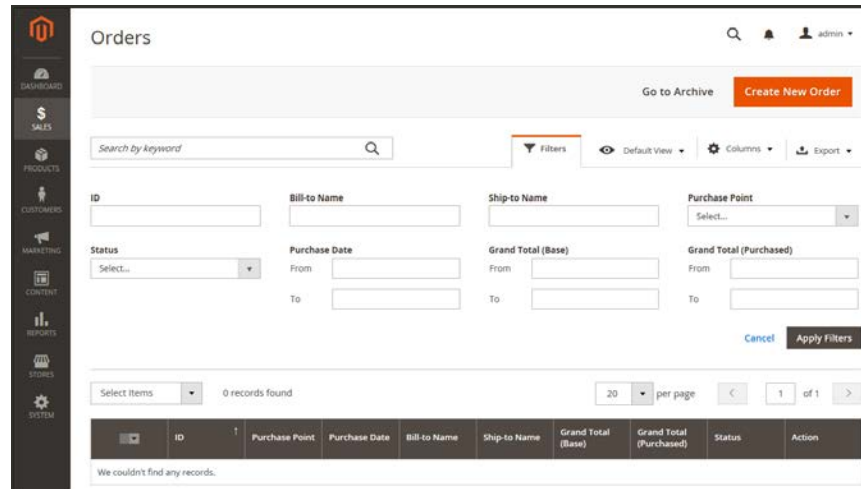 Orders
admin
DASHBOARD
SALES
PRODUCTS
CUSTOMERS
MARKETING
CONTENT
REPORTS
STORES
SYSTEM
Go to Archive Create New Order
Search by keyword Filters Default View Columns Export
ID Bill-to Name Ship-to Name Purchase Point
Select...
Status Purchase Date Grand Total (Base) Grand Total (Purchased)
Select... From From From
To To To
Cancel Apply Filters
Select Items 0 records found 20 per page 1 of 1
ID Purchase Point Purchase Date Bill-to Name Ship-to Name Grand Total (Base) Grand Total (Purchased) Status Action
We couldn't find any records.